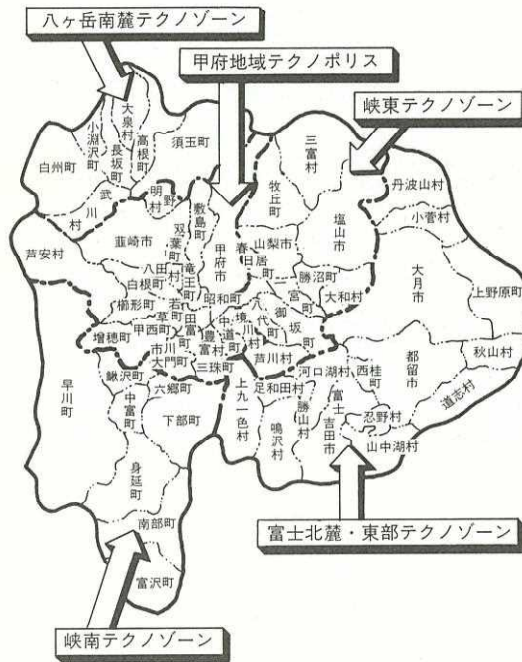 八ヶ岳南麓テクノゾーン
甲府地域テクノポリス
峡東テクノゾーン
小淵沢町
大泉村
長坂町
高根町
須玉町
白州町
武川村
明野村
三富村
牧丘町
塩山市
丹波山村
小菅村
芦安村
韮崎市
双葉町
敷島町
甲府市
春日居町
山梨市
勝沼町
大和村
大月市
上野原町
八田村
白根町
竜王町
昭和町
一宮町
櫛形町
若草町
田富町
境川村
八代町
御坂町
増穂町
甲西町
市川大門町
豊富村
中道町
三珠町
芦川村
秋山村
都留市
道志村
早川町
鰍沢町
中富町
六郷町
下部町
上九一色村
足和田村
河口湖町
西桂町
鳴沢村
勝山村
富士吉田市
忍野村
山中湖村
身延町
南部町
富沢町
富士北麓・東部テクノゾーン
峡南テクノゾーン